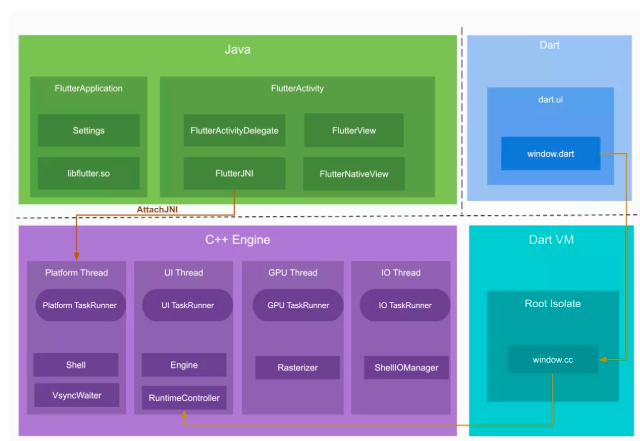 Java
FlutterApplication
Settings
libflutter.so
FlutterActivity
FlutterActivityDelegate
FlutterView
FlutterJNI
FlutterNativeView
Dart
dart.ui
window.dart
AttachJNI
C++ Engine
Platform Thread
Platform TaskRunner
Shell
VsyncWaiter
UI Thread
UI TaskRunner
Engine
RuntimeController
GPU Thread
GPU TaskRunner
Rasterizer
IO Thread
IO TaskRunner
ShellIOManager
Dart VM
Root Isolate
window.cc